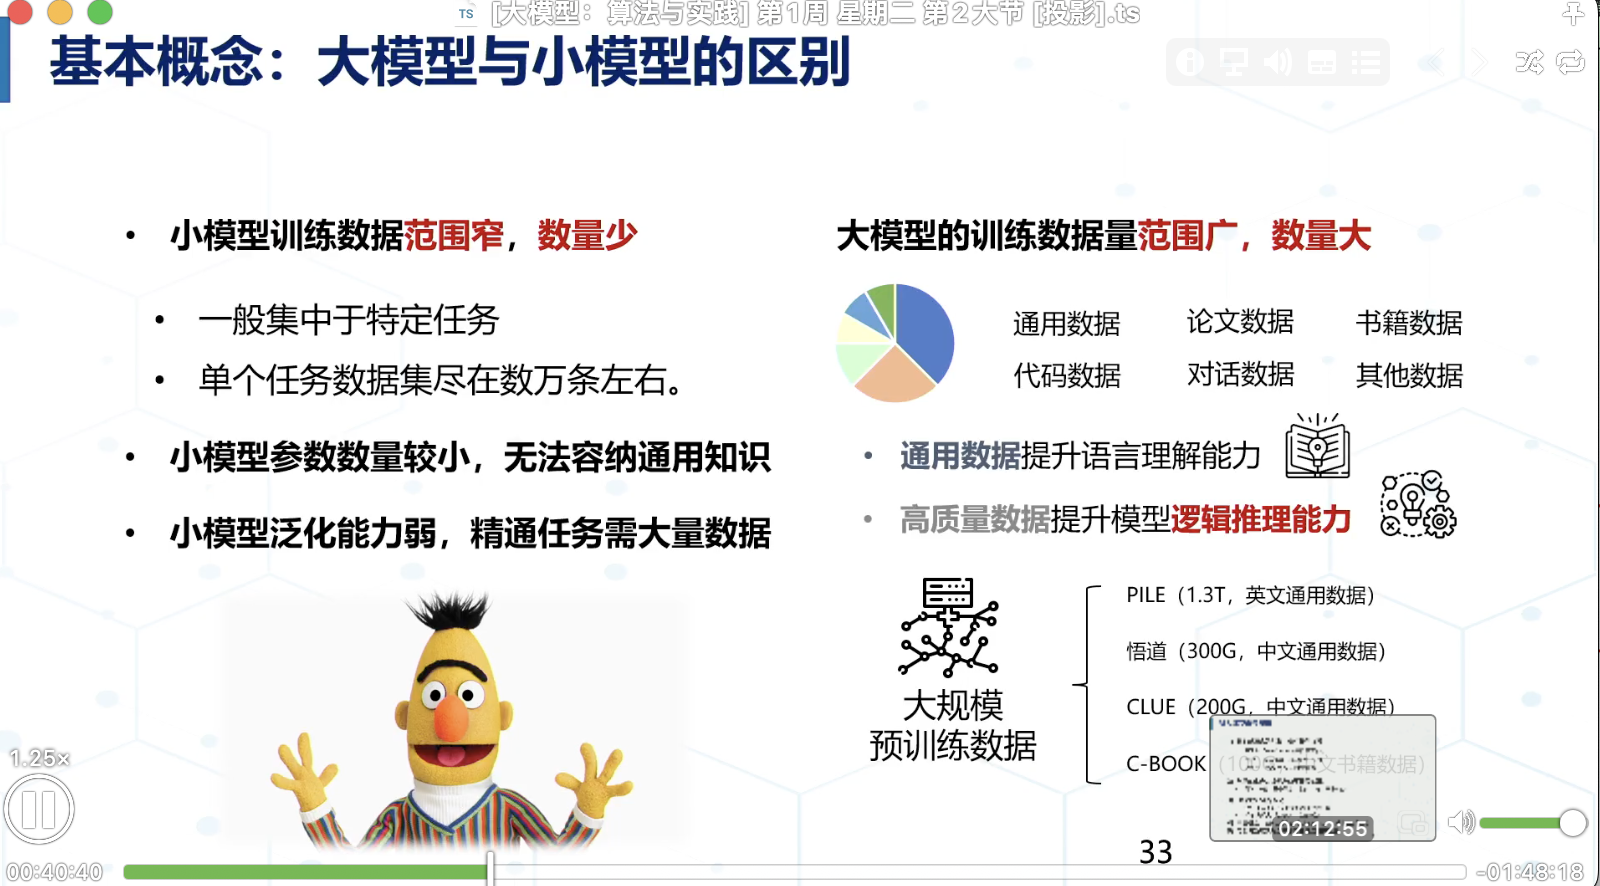 TS [大模型：算法与实践] 第1周 星期二 第2大节 [投影].ts
基本概念：大模型与小模型的区别
• 小模型训练数据范围窄，数量少
• 一般集中于特定任务
• 单个任务数据集尽在数万条左右。
• 小模型参数数量较小，无法容纳通用知识
• 小模型泛化能力弱，精通任务需大量数据
大模型的训练数据量范围广，数量大
通用数据 论文数据 书籍数据
代码数据 对话数据 其他数据
• 通用数据提升语言理解能力
• 高质量数据提升模型逻辑推理能力
大规模
预训练数据
PILE（1.3T，英文通用数据）
悟道（300G，中文通用数据）
CLUE（200G，中文通用数据）
C-BOOK
文书籍数据）
02:12:55
33
1.25×
00:40:40
-01:48:18